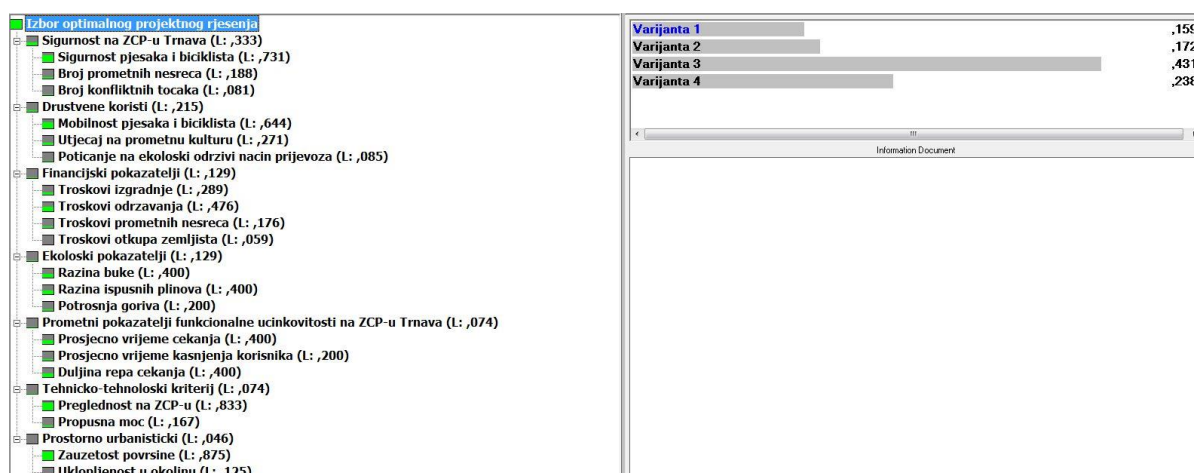 Izbor optimalnog projektnog rjesenja
Sigurnost na ZCP-u Trnava (L: ,333)
Sigurnost pjesaka i biciklista (L: ,731)
Broj prometnih nesreca (L: ,188)
Broj konfliktnih tocaka (L: ,081)
Drustvene koristi (L: ,215)
Mobilnost pjesaka i biciklista (L: ,644)
Utjecaj na prometnu kulturu (L: ,271)
Poticanje na ekoloski odrzivi nacin prijevoza (L: ,085)
Financijski pokazatelji (L: ,129)
Troskovi izgradnje (L: ,289)
Troskovi odrzavanja (L: ,476)
Troskovi prometnih nesreca (L: ,176)
Troskovi otkupa zemljista (L: ,059)
Ekoloski pokazatelji (L: ,129)
Razina buke (L: ,400)
Razina ispusnih plinova (L: ,400)
Potrosnja goriva (L: ,200)
Prometni pokazatelji funkcionalne ucinkovitosti na ZCP-u Trnava (L: ,074)
Prosjecno vrijeme cekanja (L: ,400)
Prosjecno vrijeme kasnjenja korisnika (L: ,200)
Duljina repa cekanja (L: ,400)
Tehnicko-tehnoloski kriterij (L: ,074)
Preglednost na ZCP-u (L: ,833)
Propusna moc (L: ,167)
Prostorno urbanisticki (L: ,046)
Zauzetost povrsine (L: ,875)
Uklopljenost u okolinu (L: ,125)
Varijanta 1 ,159
Varijanta 2 ,172
Varijanta 3 ,431
Varijanta 4 ,238
Information Document